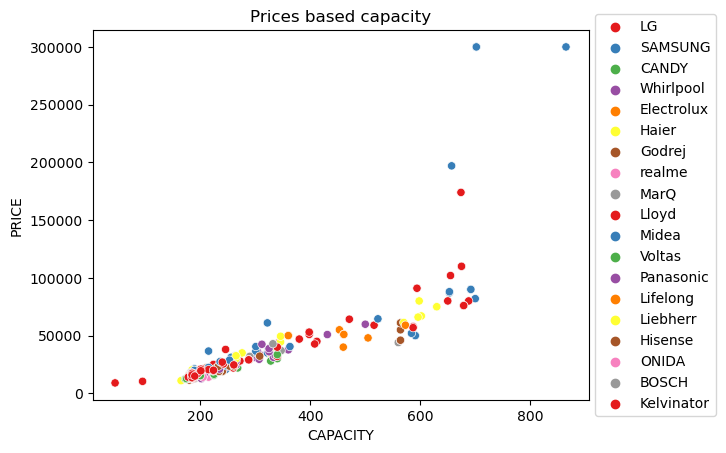 Prices based capacity
300000
250000
200000
150000
100000
50000
0
PRICE
200
400
600
800
CAPACITY
LG
SAMSUNG
CANDY
Whirlpool
Electrolux
Haier
Godrej
realme
MarQ
Lloyd
Midea
Voltas
Panasonic
Lifelong
Liebherr
Hisense
ONIDA
BOSCH
Kelvinator